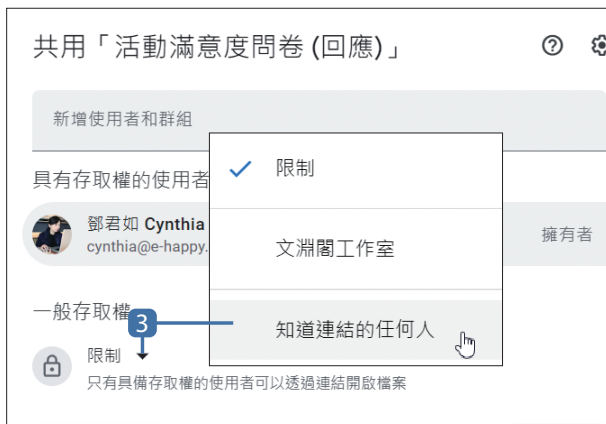 共用「活動滿意度問卷 (回應)」
新增使用者和群組
限制
具有存取權的使用者
鄧君如 Cynthia
cynthia@e-happy.
文淵閣工作室
擁有者
一般存取權
3
知道連結的任何人
限制
只有具備存取權的使用者可以透過連結開啟檔案